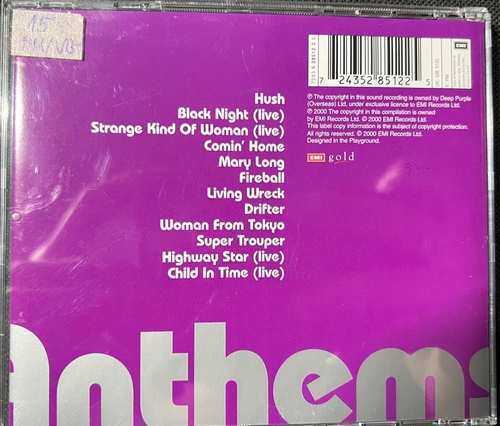 15
Hush
Black Night (live)
Strange Kind Of Woman (live)
Comin' Home
Mary Long
Fireball
Living Wreck
Drifter
Woman From Tokyo
Super Trouper
Highway Star (live)
Child In Time (live)
7 24352 85122 5
EMI
℗ The copyright in this sound recording is owned by Deep Purple
(Overseas) Ltd, under exclusive licence to EMI Records Ltd.
℗ 2000 The copyright in this compilation is owned
by EMI Records Ltd. © 2000 EMI Records Ltd.
This label copy information is the subject of copyright protection.
All rights reserved. © 2000 EMI Records Ltd.
Designed in the Playground.
EMI gold
Anthems